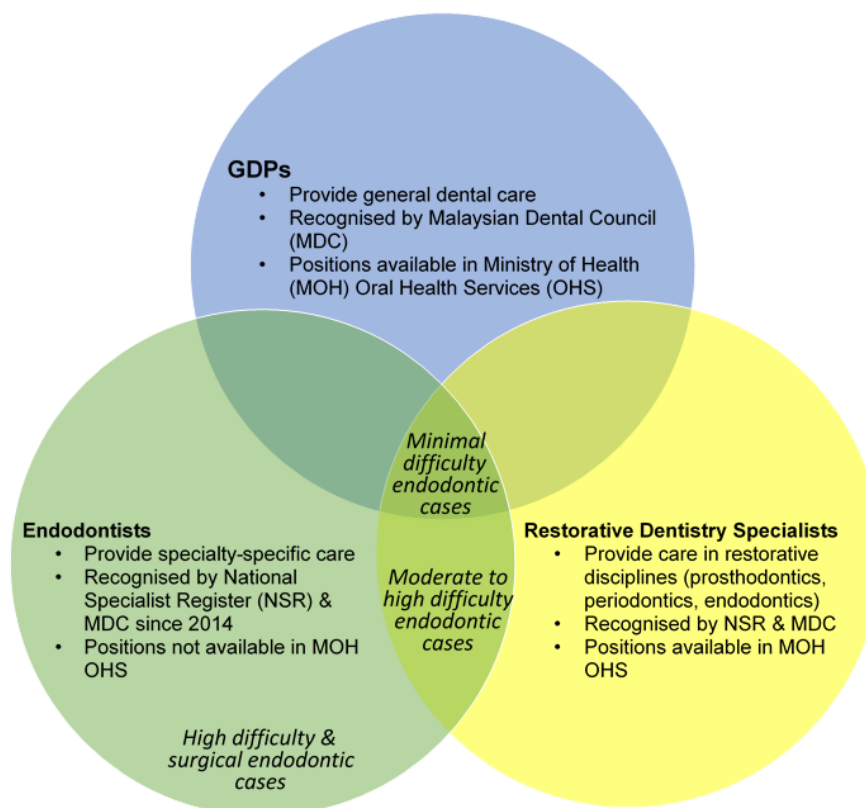 GDPs
• Provide general dental care
• Recognised by Malaysian Dental Council
(MDC)
• Positions available in Ministry of Health
(MOH) Oral Health Services (OHS)
Minimal
difficulty
endodontic
cases
Endodontists
• Provide specialty-specific care
• Recognised by National
Specialist Register (NSR) &
MDC since 2014
• Positions not available in MOH
OHS
Moderate to
high difficulty
endodontic
cases
Restorative Dentistry Specialists
• Provide care in restorative
disciplines (prosthodontics,
periodontics, endodontics)
• Recognised by NSR & MDC
• Positions available in MOH
OHS
High difficulty &
surgical endodontic
cases